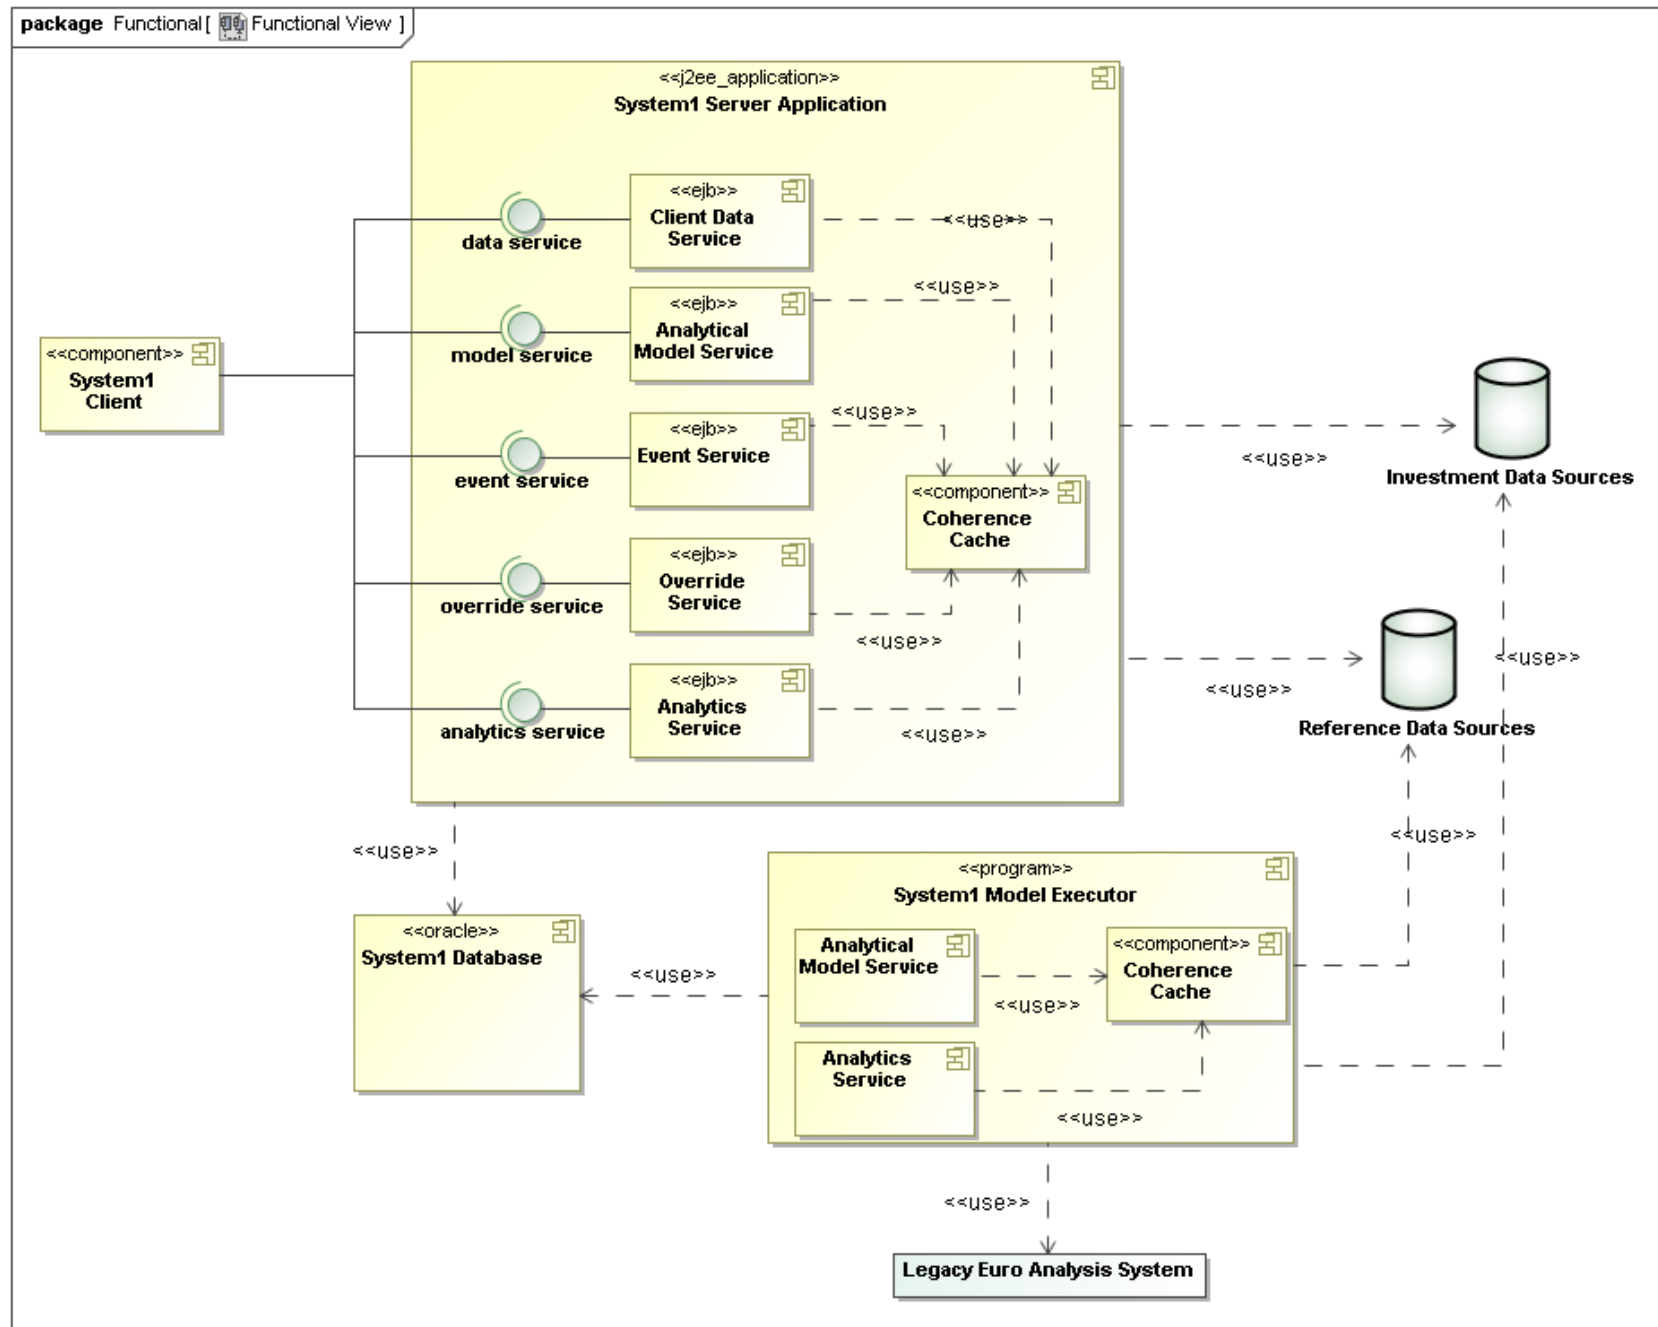 package Functional [ Functional View ]
<<j2ee_application>>
System1 Server Application
<<component>>
System1
Client
data service
<<ejb>>
Client Data
Service
<<use>>
model service
<<ejb>>
Analytical
Model Service
<<use>>
event service
<<ejb>>
Event Service
<<use>>
override service
<<ejb>>
Override
Service
<<use>>
analytics service
<<ejb>>
Analytics
Service
<<use>>
<<component>>
Coherence
Cache
<<use>>
Investment Data Sources
<<use>>
<<use>>
Reference Data Sources
<<use>>
<<use>>
<<oracle>>
System1 Database
<<use>>
<<program>>
System1 Model Executor
Analytical
Model Service
<<use>>
<<component>>
Coherence
Cache
Analytics
Service
<<use>>
<<use>>
Legacy Euro Analysis System